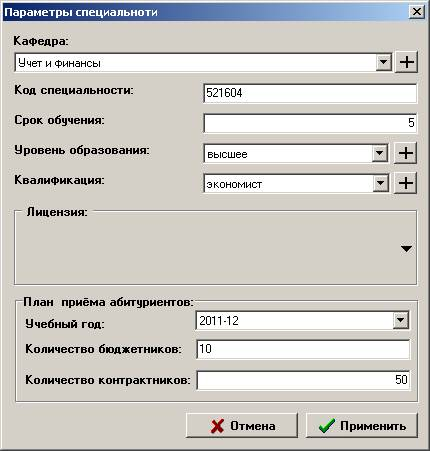 Параметры специальноти
Кафедра:
Учет и финансы
Код специальности: 521604
Срок обучения: 5
Уровень образования: высшее
Квалификация: экономист
Лицензия:
План приёма абитуриентов:
Учебный год: 2011-12
Количество бюджетников: 10
Количество контрактников: 50
Отмена Применить